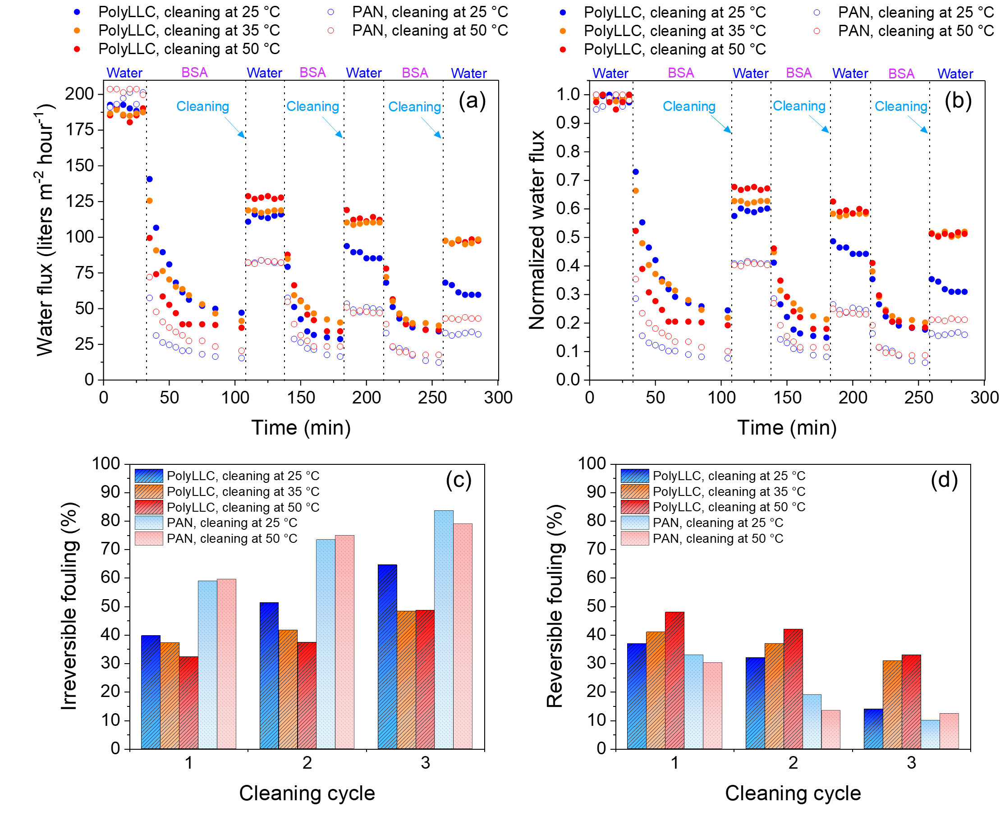 PolyLLC, cleaning at 25 °C
PolyLLC, cleaning at 35 °C
PolyLLC, cleaning at 50 °C
PAN, cleaning at 25 °C
PAN, cleaning at 50 °C
Water BSA Water BSA Water BSA Water
(a)
Cleaning Cleaning Cleaning
Water flux (liters m-2 hour-1)
200
175
150
125
100
75
50
25
0
0 50 100 150 200 250 300
Time (min)
PolyLLC, cleaning at 25 °C
PolyLLC, cleaning at 35 °C
PolyLLC, cleaning at 50 °C
PAN, cleaning at 25 °C
PAN, cleaning at 50 °C
Water BSA Water BSA Water BSA Water
(b)
Cleaning Cleaning Cleaning
Normalized water flux
1.0
0.9
0.8
0.7
0.6
0.5
0.4
0.3
0.2
0.1
0.0
0 50 100 150 200 250 300
Time (min)
(c)
PolyLLC, cleaning at 25 °C
PolyLLC, cleaning at 35 °C
PolyLLC, cleaning at 50 °C
PAN, cleaning at 25 °C
PAN, cleaning at 50 °C
Irreversible fouling (%)
100
90
80
70
60
50
40
30
20
10
0
1 2 3
Cleaning cycle
(d)
PolyLLC, cleaning at 25 °C
PolyLLC, cleaning at 35 °C
PolyLLC, cleaning at 50 °C
PAN, cleaning at 25 °C
PAN, cleaning at 50 °C
Reversible fouling (%)
100
90
80
70
60
50
40
30
20
10
0
1 2 3
Cleaning cycle